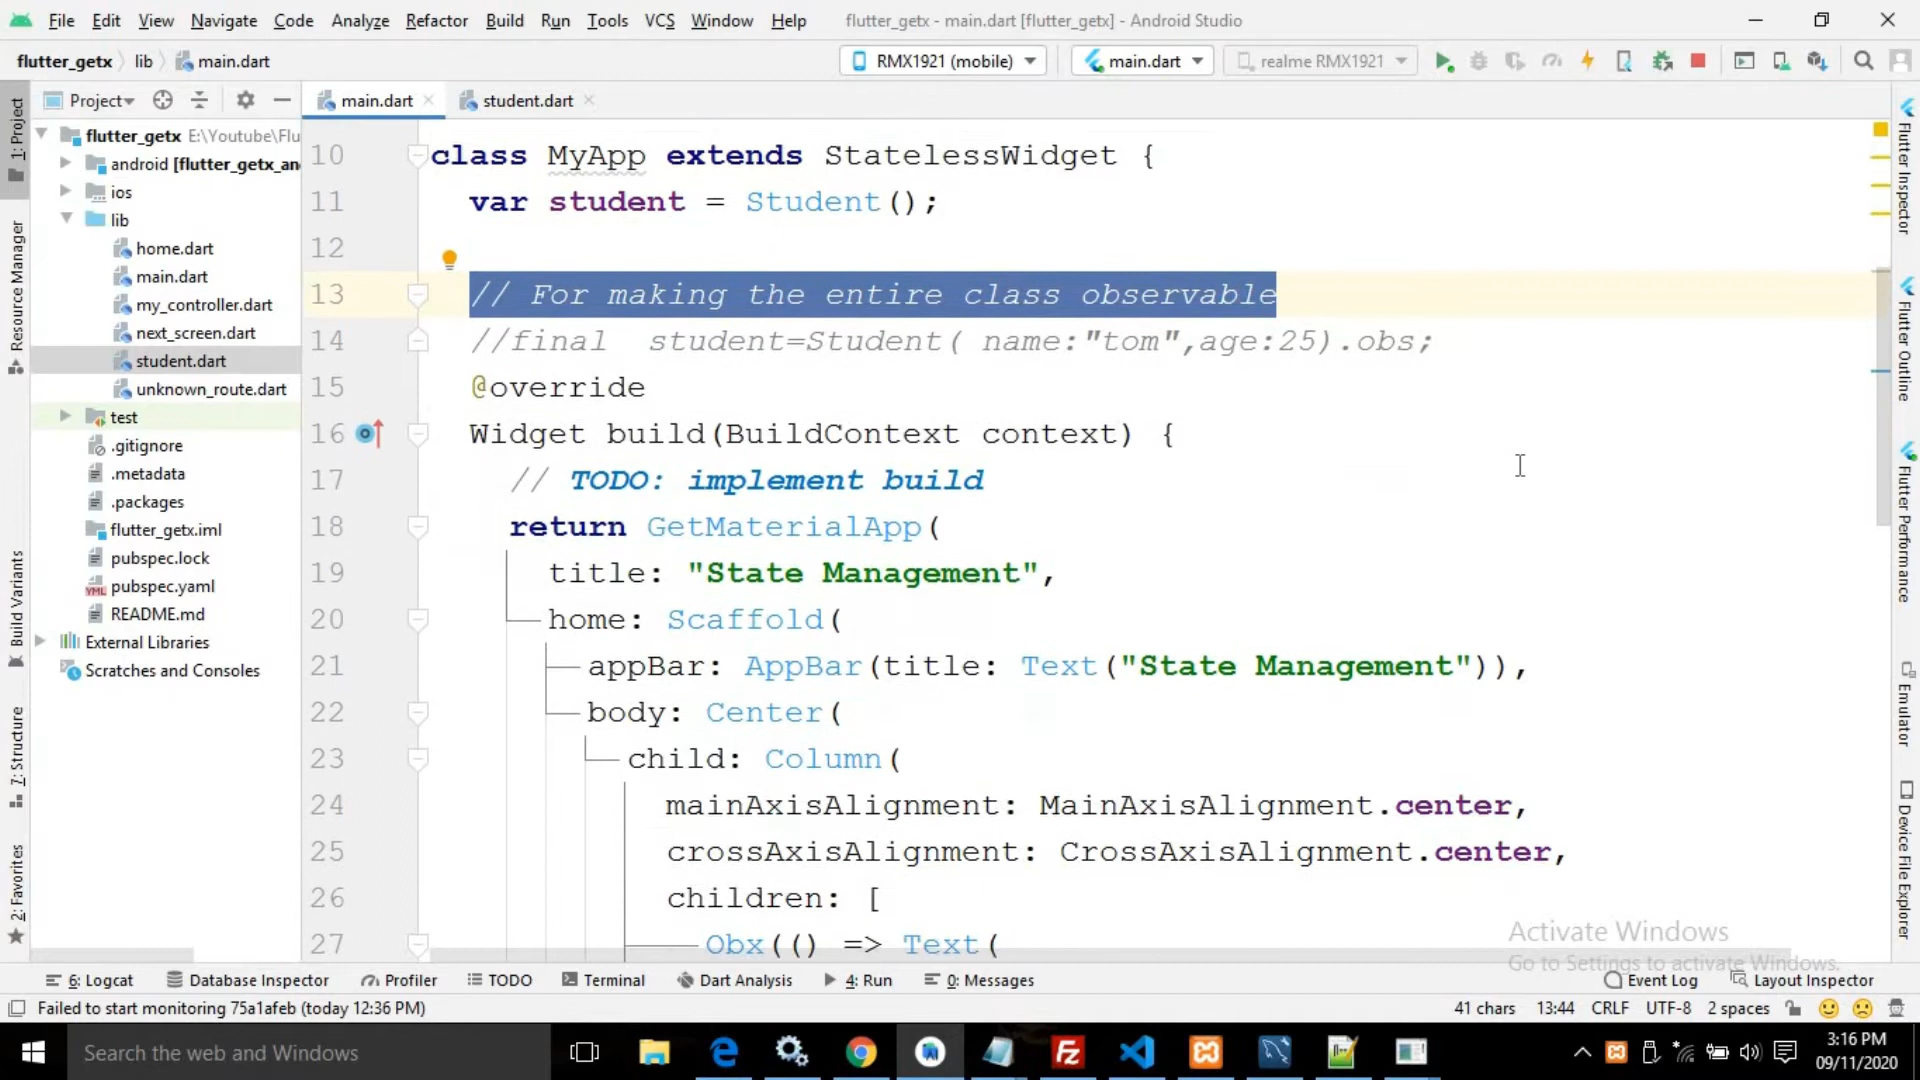 File Edit View Navigate Code Analyze Refactor Build Run Tools VCS Window Help flutter_getx - main.dart [flutter_getx] - Android Studio
flutter_getx lib main.dart RMX1921 (mobile) main.dart realme RMX1921
Project main.dart student.dart
1: Project
Resource Manager
Build Variants
7: Structure
2: Favorites
flutter_getx E:\Youtube\Flu
android [flutter_getx_an
ios
lib
home.dart
main.dart
my_controller.dart
next_screen.dart
student.dart
unknown_route.dart
test
.gitignore
.metadata
.packages
flutter_getx.iml
pubspec.lock
pubspec.yaml
README.md
External Libraries
Scratches and Consoles
10 class MyApp extends StatelessWidget {
11 var student = Student();
12
13 // For making the entire class observable
14 //final  student=Student( name:"tom",age:25).obs;
15 @override
16 Widget build(BuildContext context) {
17 // TODO: implement build
18 return GetMaterialApp(
19 title: "State Management",
20 home: Scaffold(
21 appBar: AppBar(title: Text("State Management")),
22 body: Center(
23 child: Column(
24 mainAxisAlignment: MainAxisAlignment.center,
25 crossAxisAlignment: CrossAxisAlignment.center,
26 children: [
27 Obx(() => Text(
Flutter Inspector
Flutter Outline
Flutter Performance
Emulator
Device File Explorer
Activate Windows
Go to Settings to activate Windows.
6: Logcat Database Inspector Profiler TODO Terminal Dart Analysis 4: Run 0: Messages Event Log Layout Inspector
Failed to start monitoring 75a1afeb (today 12:36 PM) 41 chars 13:44 CRLF UTF-8 2 spaces
Search the web and Windows
3:16 PM
09/11/2020